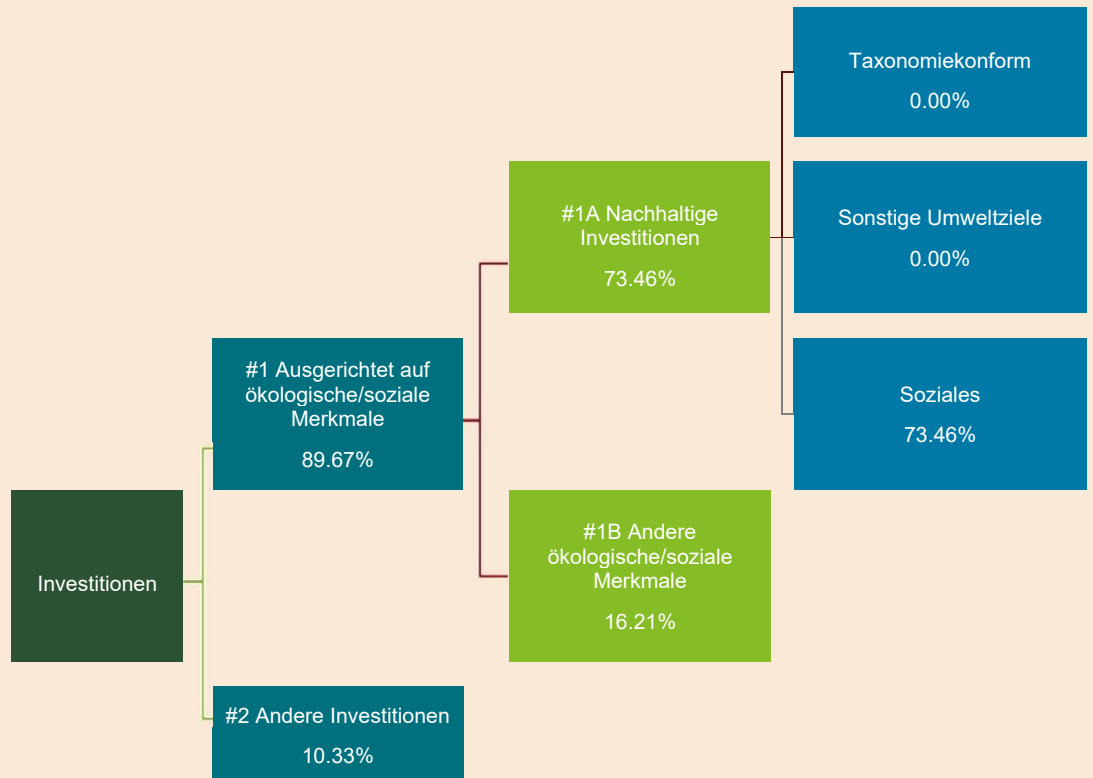 Investitionen
#1 Ausgerichtet auf
ökologische/soziale
Merkmale
89.67%
#2 Andere Investitionen
10.33%
#1A Nachhaltige
Investitionen
73.46%
#1B Andere
ökologische/soziale
Merkmale
16.21%
Taxonomiekonform
0.00%
Sonstige Umweltziele
0.00%
Soziales
73.46%